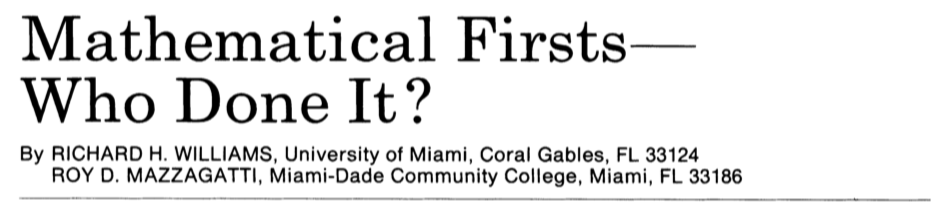 Mathematical Firsts—
Who Done It?
By RICHARD H. WILLIAMS, University of Miami, Coral Gables, FL 33124
ROY D. MAZZAGATTI, Miami-Dade Community College, Miami, FL 33186